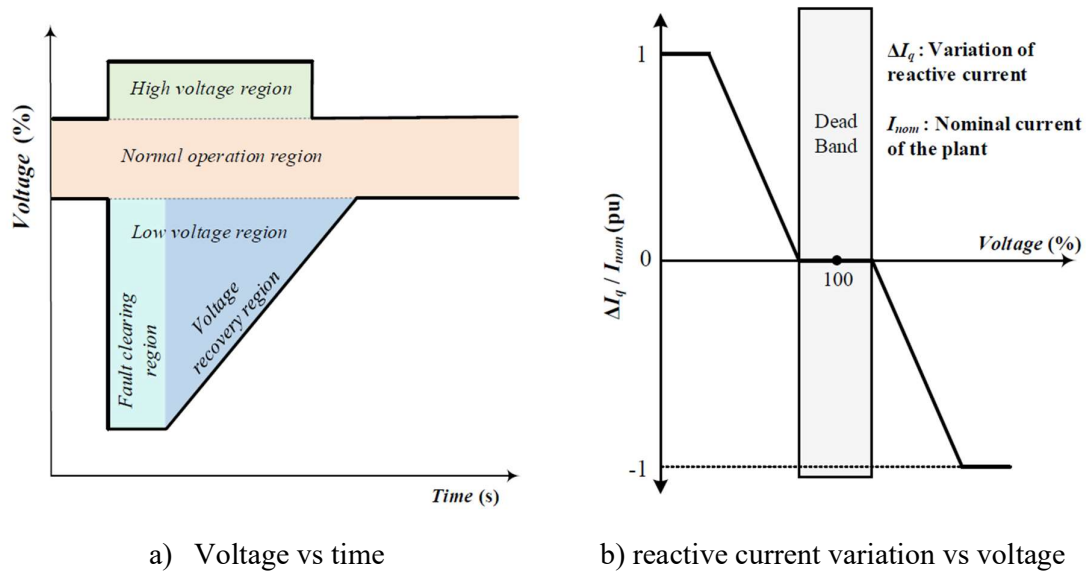 Voltage (%)
High voltage region
Normal operation region
Low voltage region
Fault clearing
region
Voltage
recovery region
Time (s)
a) Voltage vs time
ΔIq / Inom (pu)
1
0
-1
Dead
Band
100
ΔIq : Variation of
reactive current
Inom : Nominal current
of the plant
Voltage (%)
b) reactive current variation vs voltage